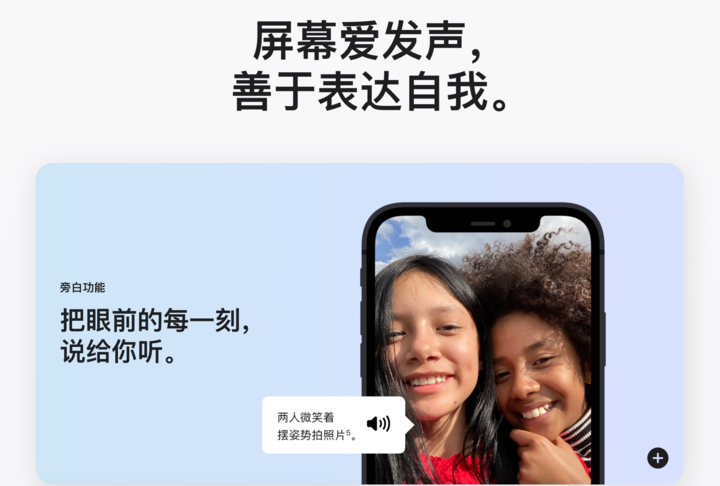 屏幕爱发声，
善于表达自我。
旁白功能
把眼前的每一刻，
说给你听。
两人微笑着
摆姿势拍照片⁵。